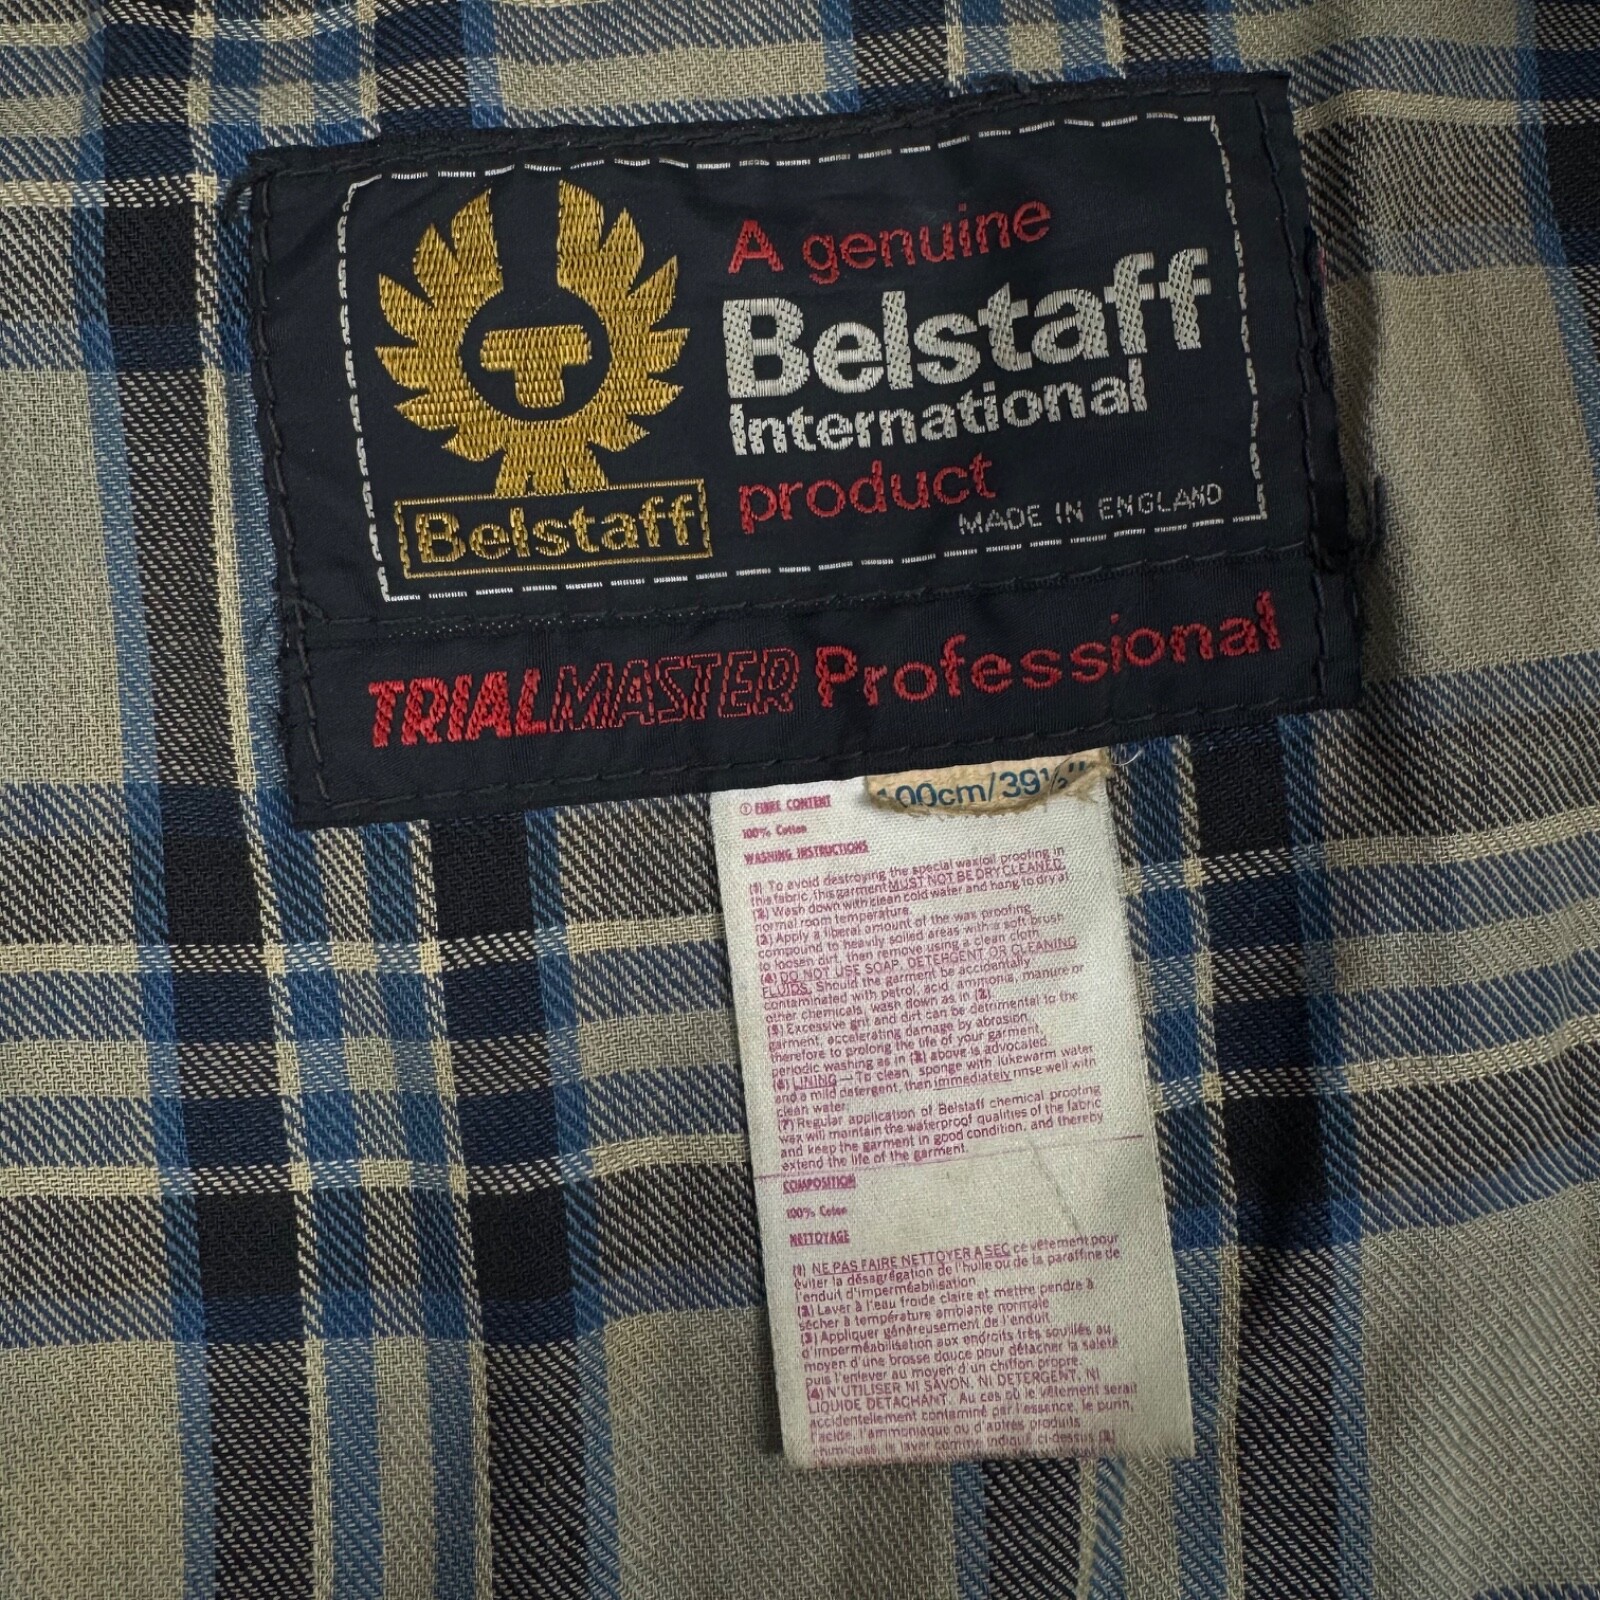 A genuine
Belstaff
International
product
MADE IN ENGLAND
Belstaff
TRIALMASTER Professional
100cm/39½"
① FIBRE CONTENT
100% Cotton
WASHING INSTRUCTIONS
(1) To avoid destroying the special wax/oil proofing in
this fabric, this garment MUST NOT BE DRY CLEANED.
(2) Wash down with clean cold water and hang to dry at
normal room temperature.
(3) Apply a liberal amount of the wax proofing
compound to heavily soiled areas with a soft brush
to loosen dirt, then remove using a clean cloth.
(4) DO NOT USE SOAP, DETERGENT OR CLEANING
FLUIDS. Should the garment be accidentally
contaminated with petrol, acid, ammonia, manure or
other chemicals, wash down as in (2).
(5) Excessive grit and dirt can be detrimental to the
garment, accelerating damage by abrasion,
therefore to prolong the life of your garment,
periodic washing as in (2) above is advocated.
(6) LINING — To clean, sponge with lukewarm water
and a mild detergent, then immediately rinse well with
clean water.
(7) Regular application of Belstaff chemical proofing
wax will maintain the waterproof qualities of the fabric
and keep the garment in good condition, and thereby
extend the life of the garment.
COMPOSITION
100% Coton
NETTOYAGE
(1) NE PAS FAIRE NETTOYER A SEC ce vêtement pour
éviter la désagrégation de l'huile ou de la paraffine de
l'enduit d'imperméabilisation.
(2) Laver à l'eau froide claire et mettre pendre à
sécher à température ambiante normale
(3) Appliquer généreusement de l'enduit
d'imperméabilisation aux endroits très souillés au
moyen d'une brosse douce pour détacher la saleté
puis l'enlever au moyen d'un chiffon propre.
(4) N'UTILISER NI SAVON, NI DETERGENT, NI
LIQUIDE DETACHANT. Au cas où le vêtement serait
accidentellement contaminé par l'essence, le purin,
l'acide, l'ammoniaque ou d'autres produits
chimiques, le laver comme indiqué ci-dessus (2)